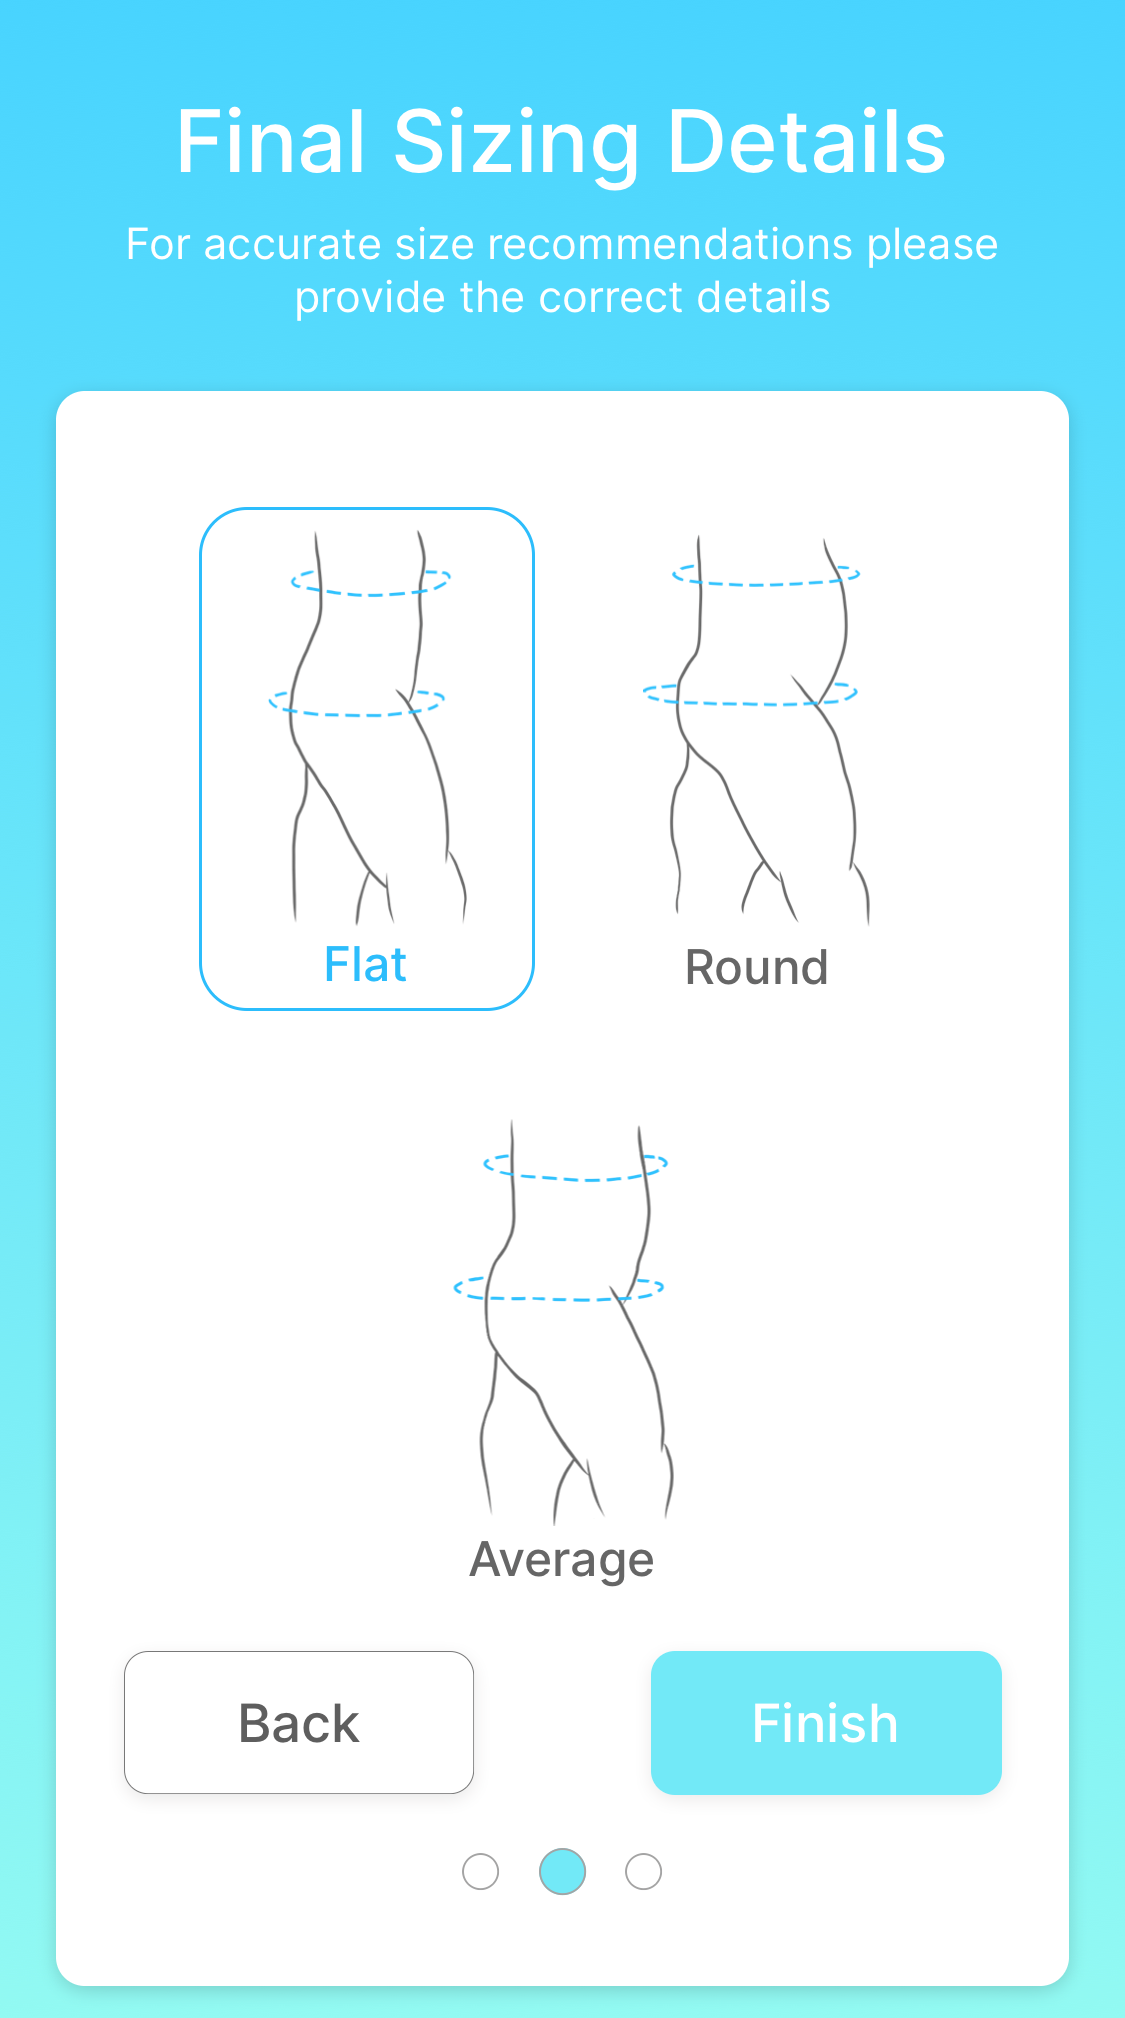 Final Sizing Details
For accurate size recommendations please
provide the correct details
Flat
Round
Average
Back
Finish